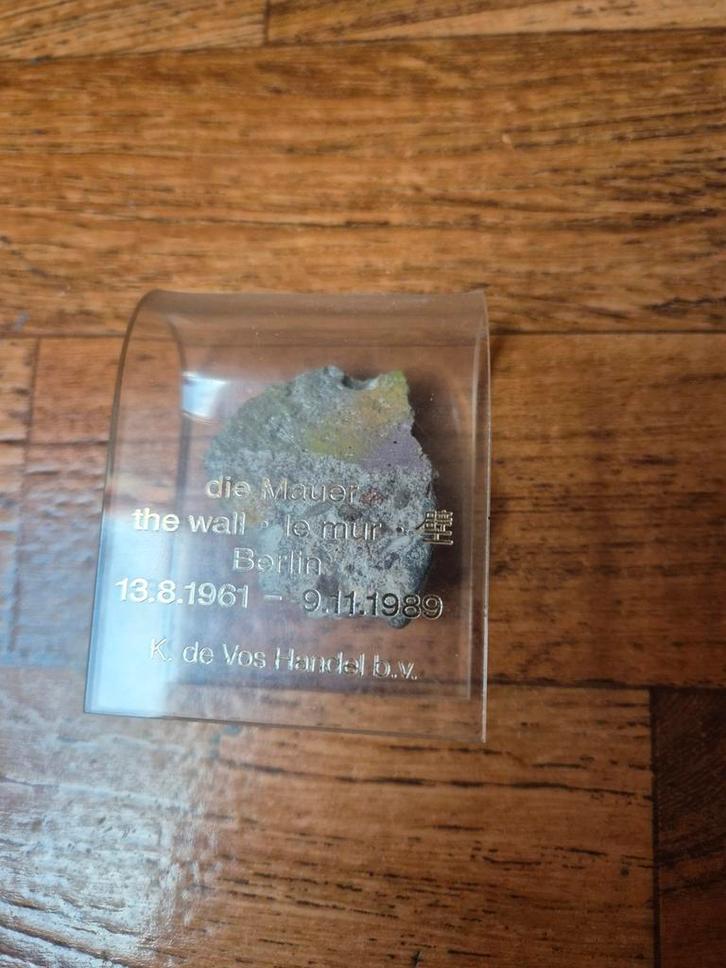 die Mauer
the wall · le mur ·
Berlin
13.8.1961 - 9.11.1989
K. de Vos Handel b.v.